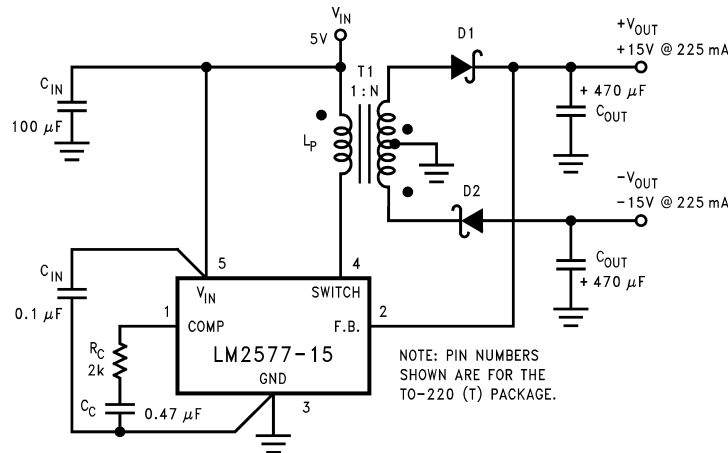 V_IN
5V
D1
+V_OUT
+15V @ 225 mA
T1
1 : N
C_IN
100 μF
L_P
+ 470 μF
C_OUT
D2
−V_OUT
−15V @ 225 mA
C_OUT
+ 470 μF
C_IN
0.1 μF
5
4
V_IN
SWITCH
1
2
COMP
F.B.
R_C
2k
LM2577-15
GND
NOTE: PIN NUMBERS
SHOWN ARE FOR THE
TO-220 (T) PACKAGE.
C_C
0.47 μF
3